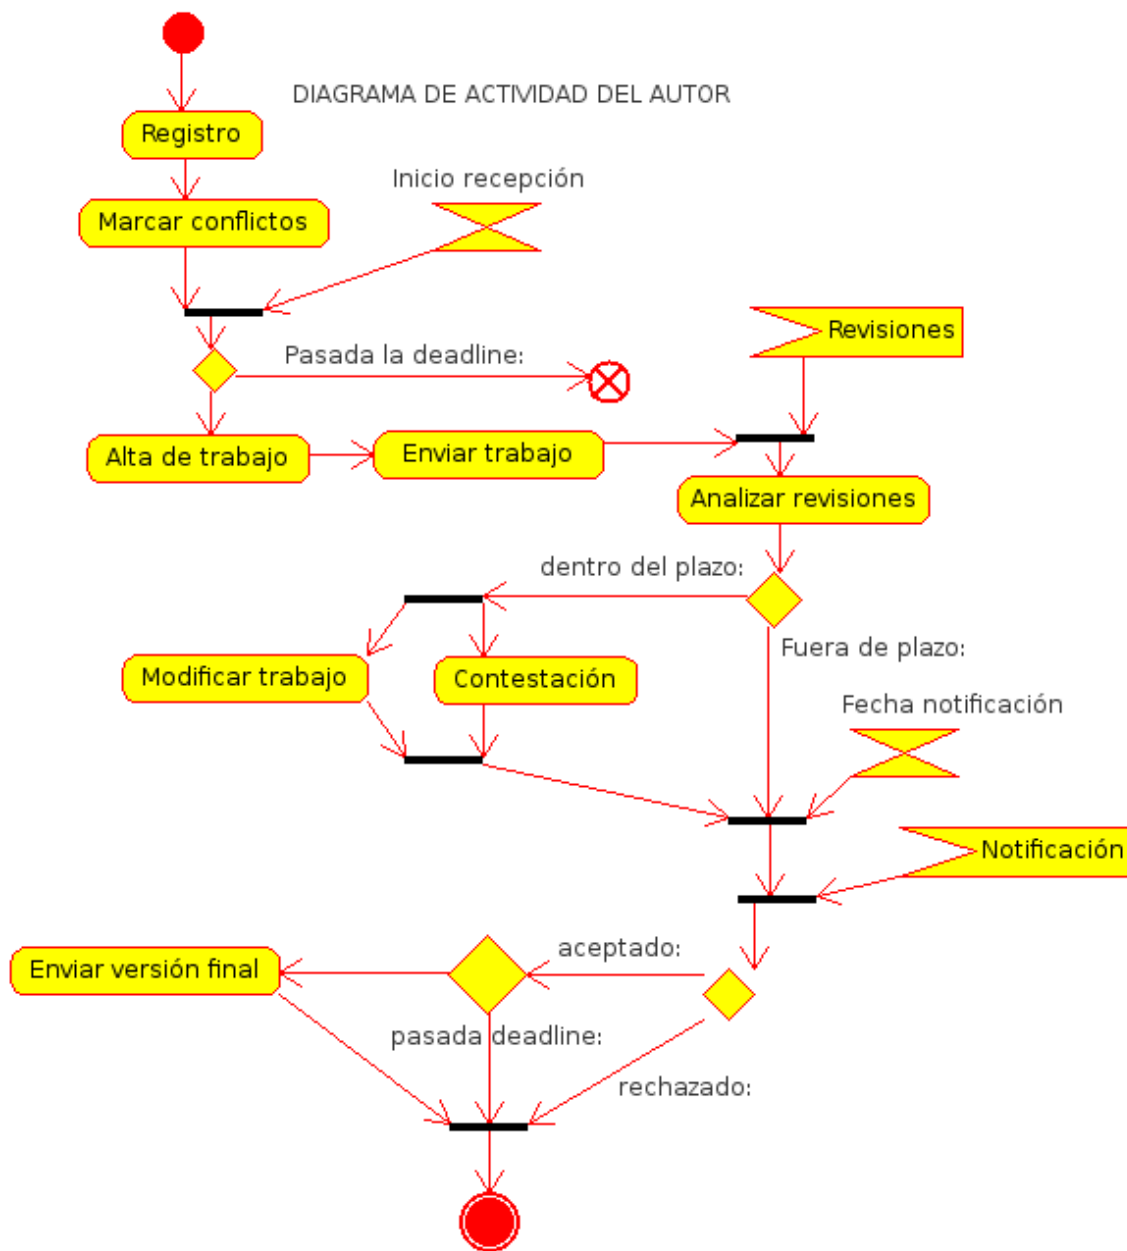 DIAGRAMA DE ACTIVIDAD DEL AUTOR
Registro
Inicio recepción
Marcar conflictos
Revisiones
Pasada la deadline:
Alta de trabajo
Enviar trabajo
Analizar revisiones
dentro del plazo:
Fuera de plazo:
Modificar trabajo
Contestación
Fecha notificación
Notificación
aceptado:
Enviar versión final
pasada deadline:
rechazado: